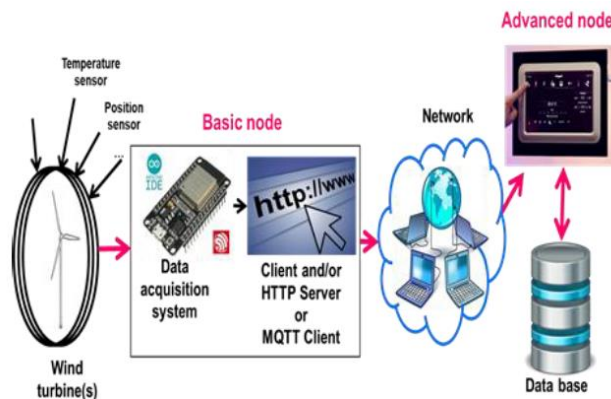 Advanced node
Temperature
sensor
Position
sensor
...
Basic node
Network
IDE
http://www
Data
acquisition
system
Client and/or
HTTP Server
or
MQTT Client
Wind
turbine(s)
Data base